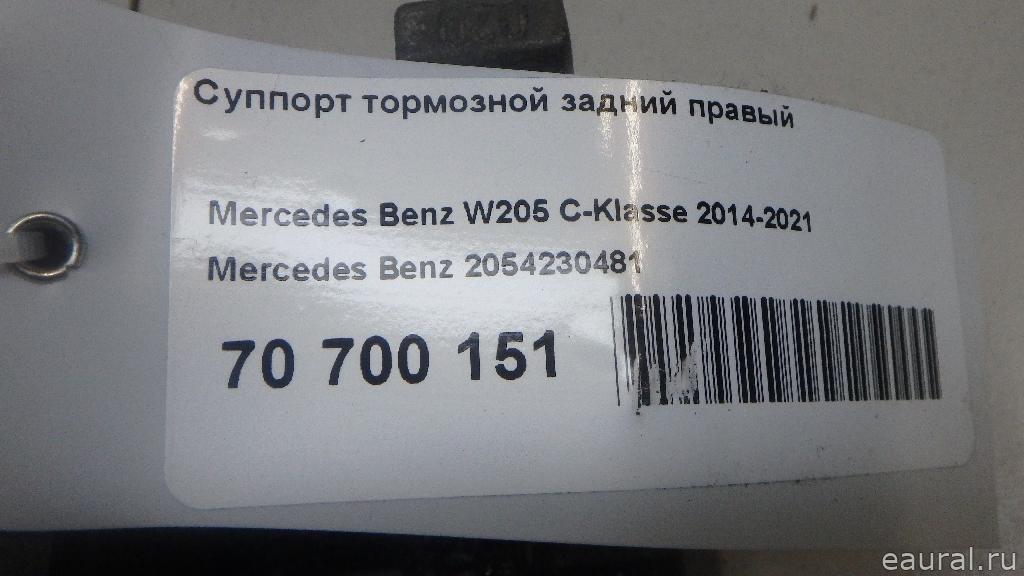 Суппорт тормозной задний правый
Mercedes Benz W205 C-Klasse 2014-2021
Mercedes Benz 2054230481
70 700 151
eaural.ru